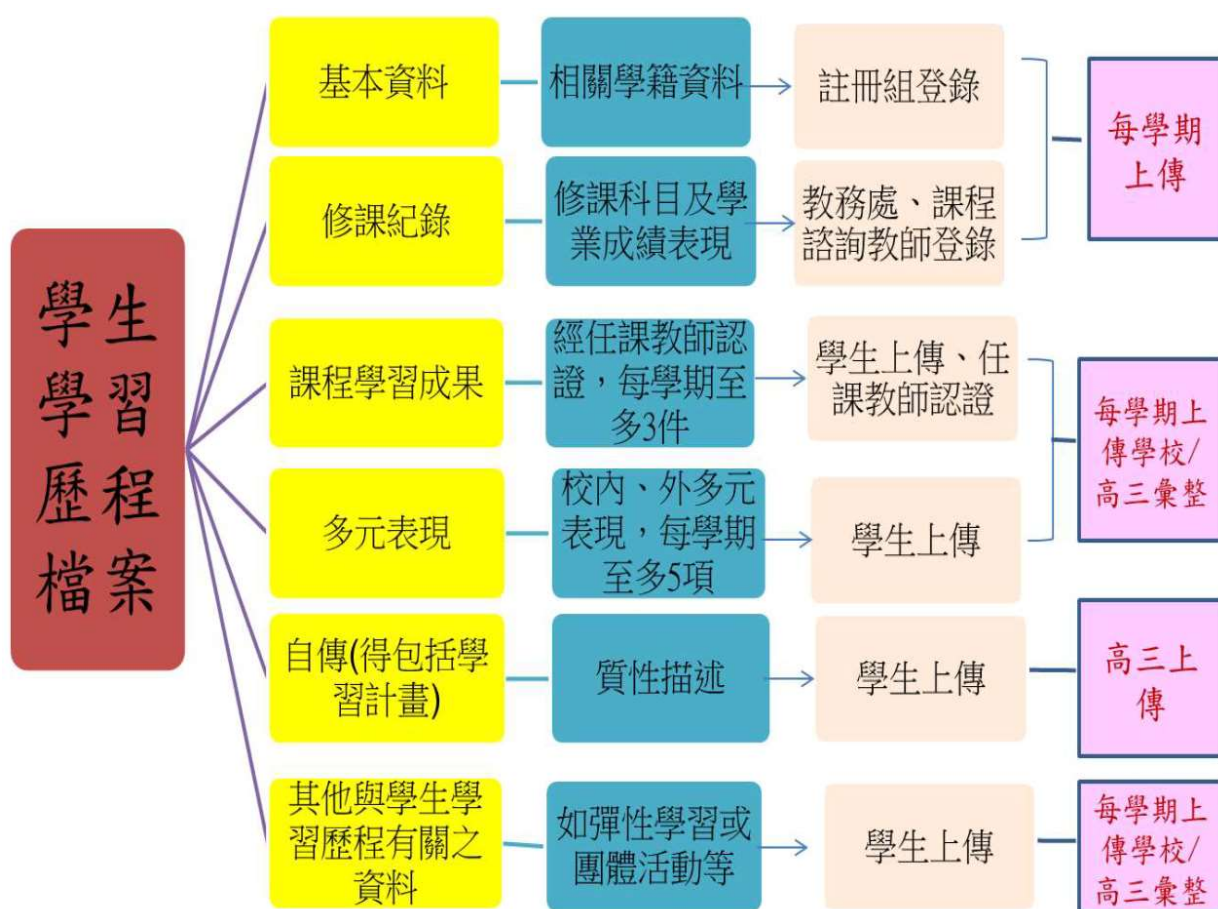 學生
學習
歷程
檔案
基本資料
相關學籍資料
註冊組登錄
修課紀錄
修課科目及學
業成績表現
教務處、課程
諮詢教師登錄
每學期
上傳
課程學習成果
經任課教師認
證，每學期至
多3件
學生上傳、任
課教師認證
多元表現
校內、外多元
表現，每學期
至多5項
學生上傳
每學期上
傳學校/
高三彙整
自傳(得包括學
習計畫)
質性描述
學生上傳
高三上
傳
其他與學生學
習歷程有關之
資料
如彈性學習或
團體活動等
學生上傳
每學期上
傳學校/
高三彙整